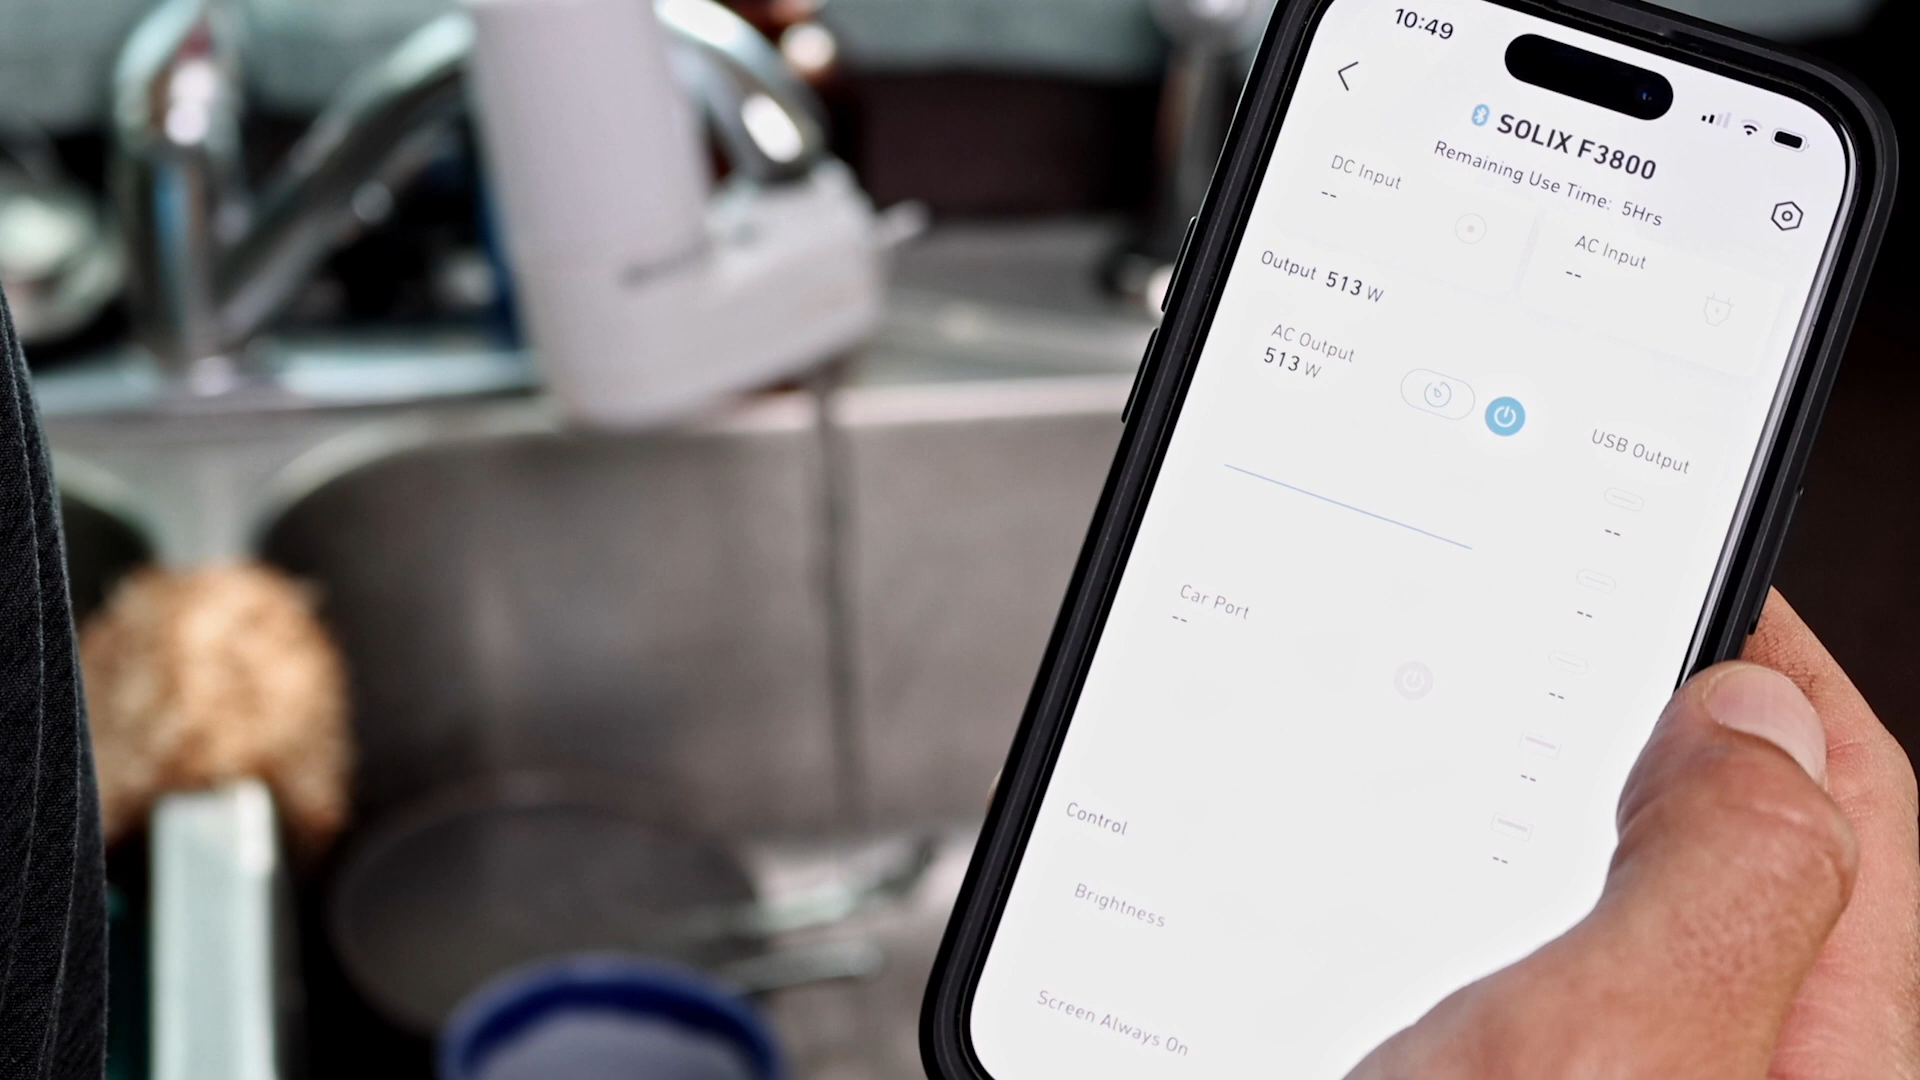 10:49
SOLIX F3800
Remaining Use Time: 5Hrs
DC Input
--
AC Input
--
Output 513 W
AC Output
513 W
USB Output
--
--
--
--
--
Car Port
--
Control
Brightness
Screen Always On